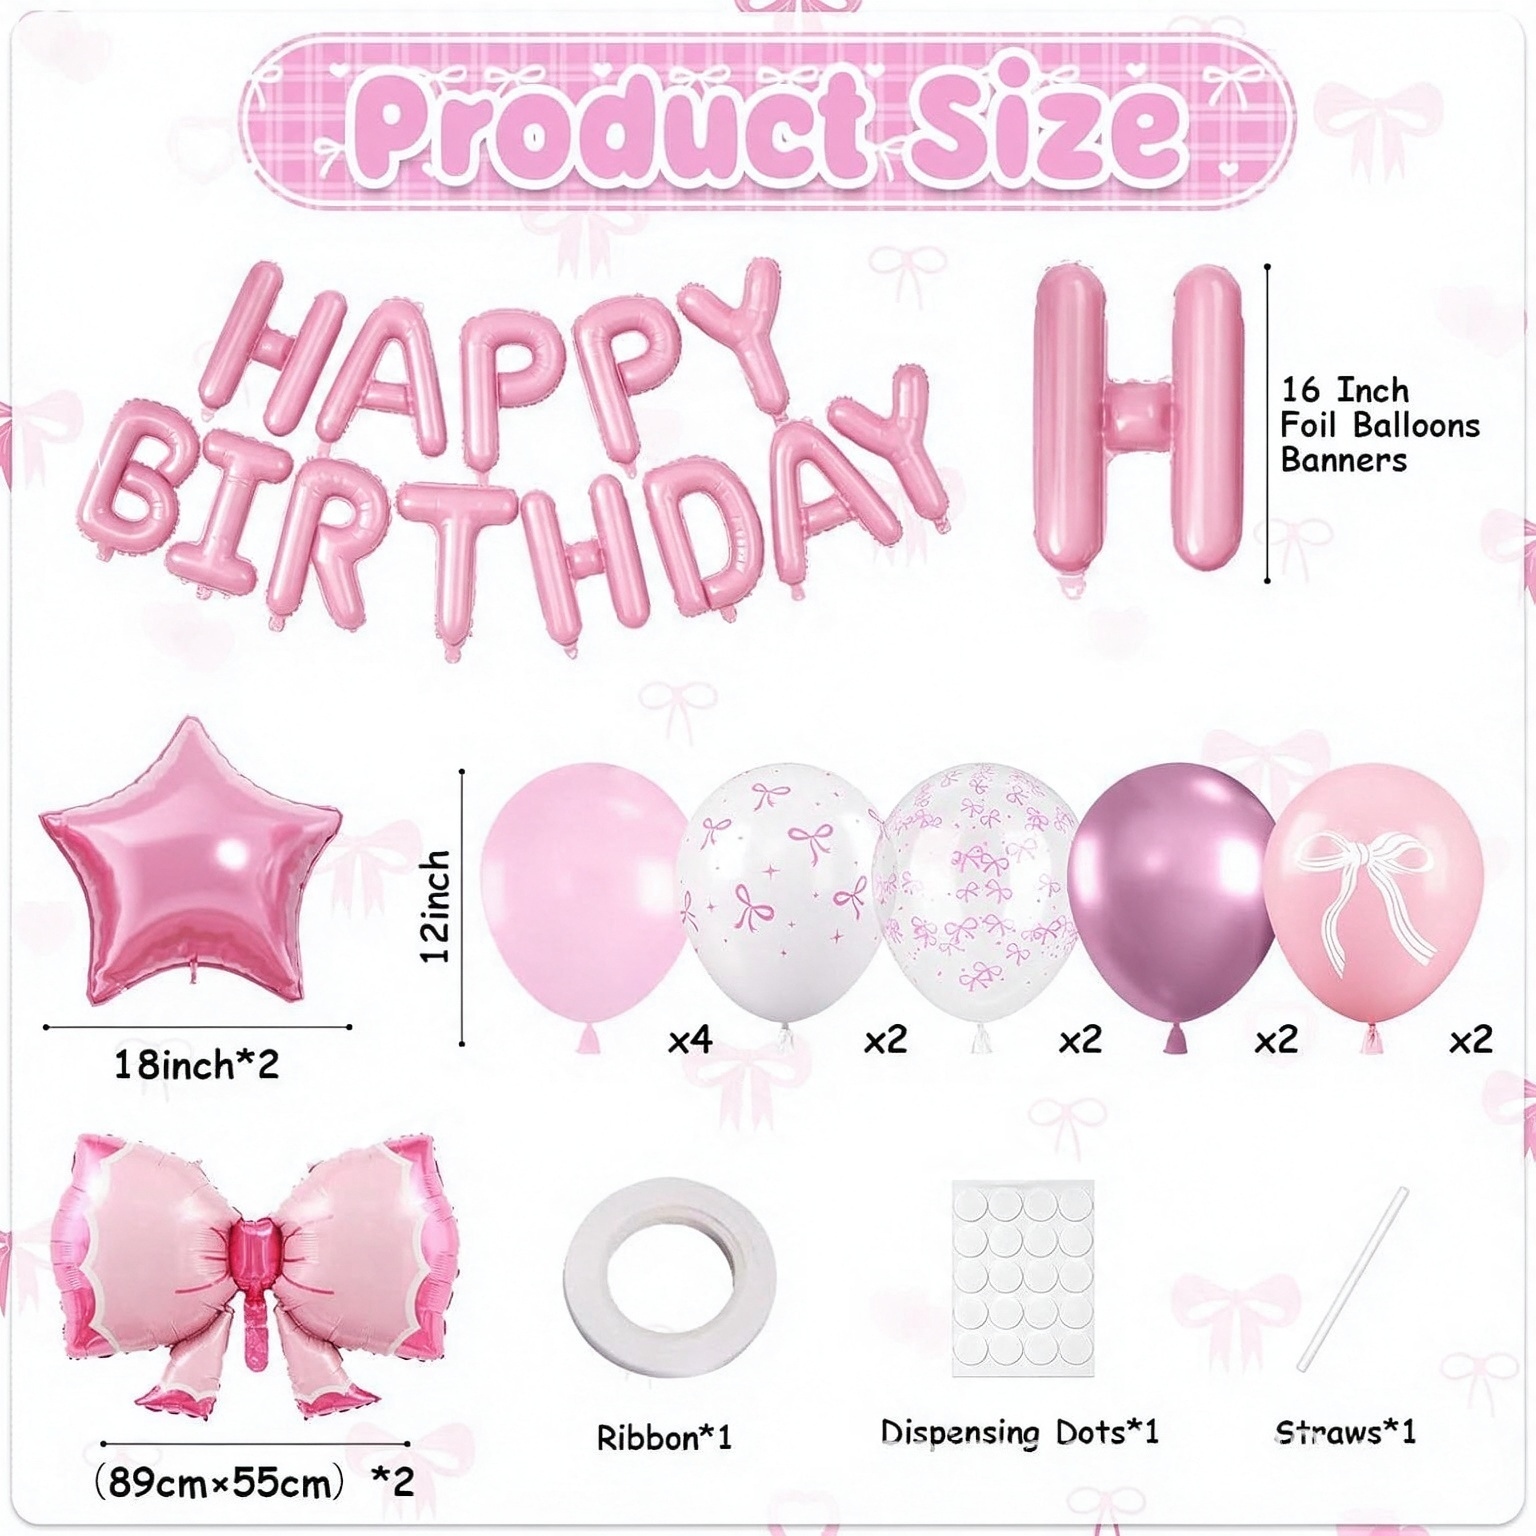 Product Size
HAPPY
BIRTHDAY
H
16 Inch
Foil Balloons
Banners
12inch
x4 x2 x2 x2 x2
18inch*2
Ribbon*1 Dispensing Dots*1 Straws*1
（89cm×55cm）*2